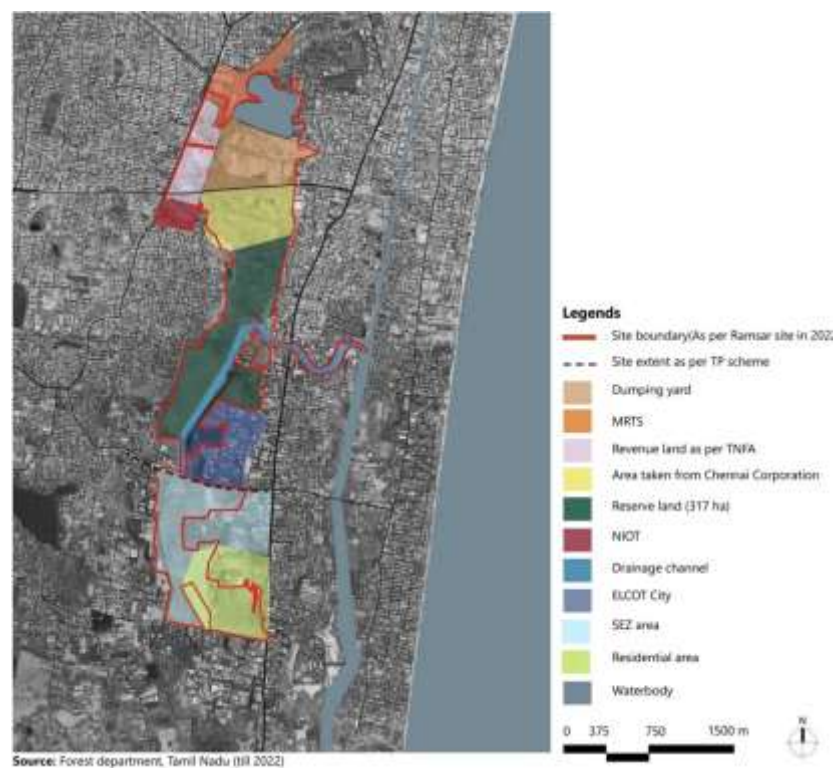 Legends
Site boundary(As per Ramsar site in 2022
Site extent as per TP scheme
Dumping yard
MRTS
Revenue land as per TNFA
Area taken from Chennai Corporation
Reserve land (317 ha)
NIOT
Drainage channel
ELCOT City
SEZ area
Residential area
Waterbody
0 375 750 1500 m
N
Source: Forest department, Tamil Nadu (till 2022)